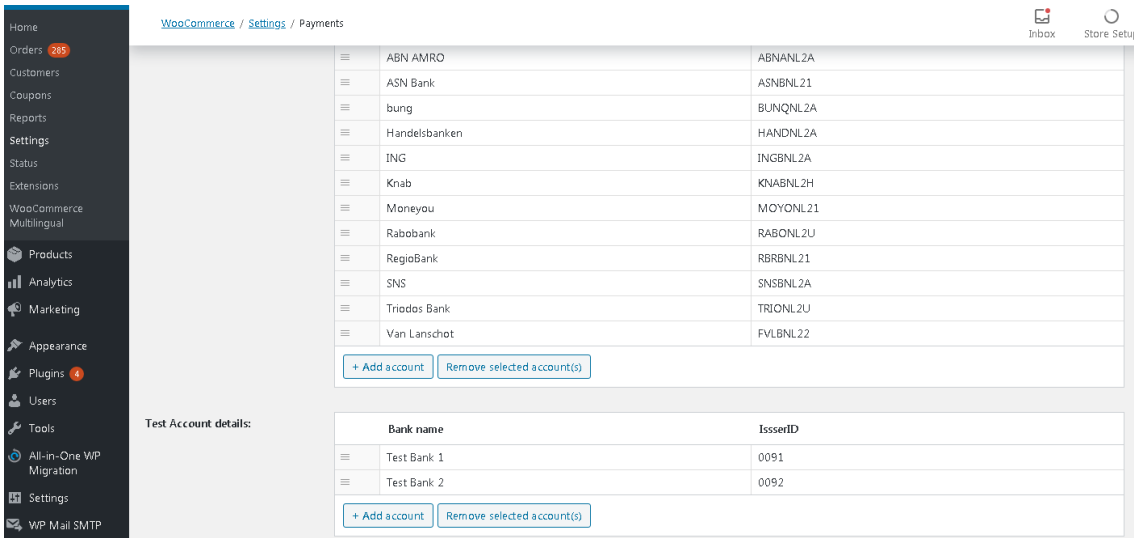 WooCommerce / Settings / Payments
Inbox
Store Setu
Home
Orders 285
Customers
Coupons
Reports
Settings
Status
Extensions
WooCommerce
Multilingual
Products
Analytics
Marketing
Appearance
Plugins 4
Users
Tools
All-in-One WP
Migration
Settings
WP Mail SMTP
ABN AMRO ABNANL2A
ASN Bank ASNBNL21
bunq BUNQNL2A
Handelsbanken HANDNL2A
ING INGBNL2A
Knab KNABNL2H
Moneyou MOYONL21
Rabobank RABONL2U
RegioBank RBRBNL21
SNS SNSBNL2A
Triodos Bank TRIONL2U
Van Lanschot FVLBNL22
+ Add account Remove selected account(s)
Test Account details:
Bank name IssserID
Test Bank 1 0091
Test Bank 2 0092
+ Add account Remove selected account(s)